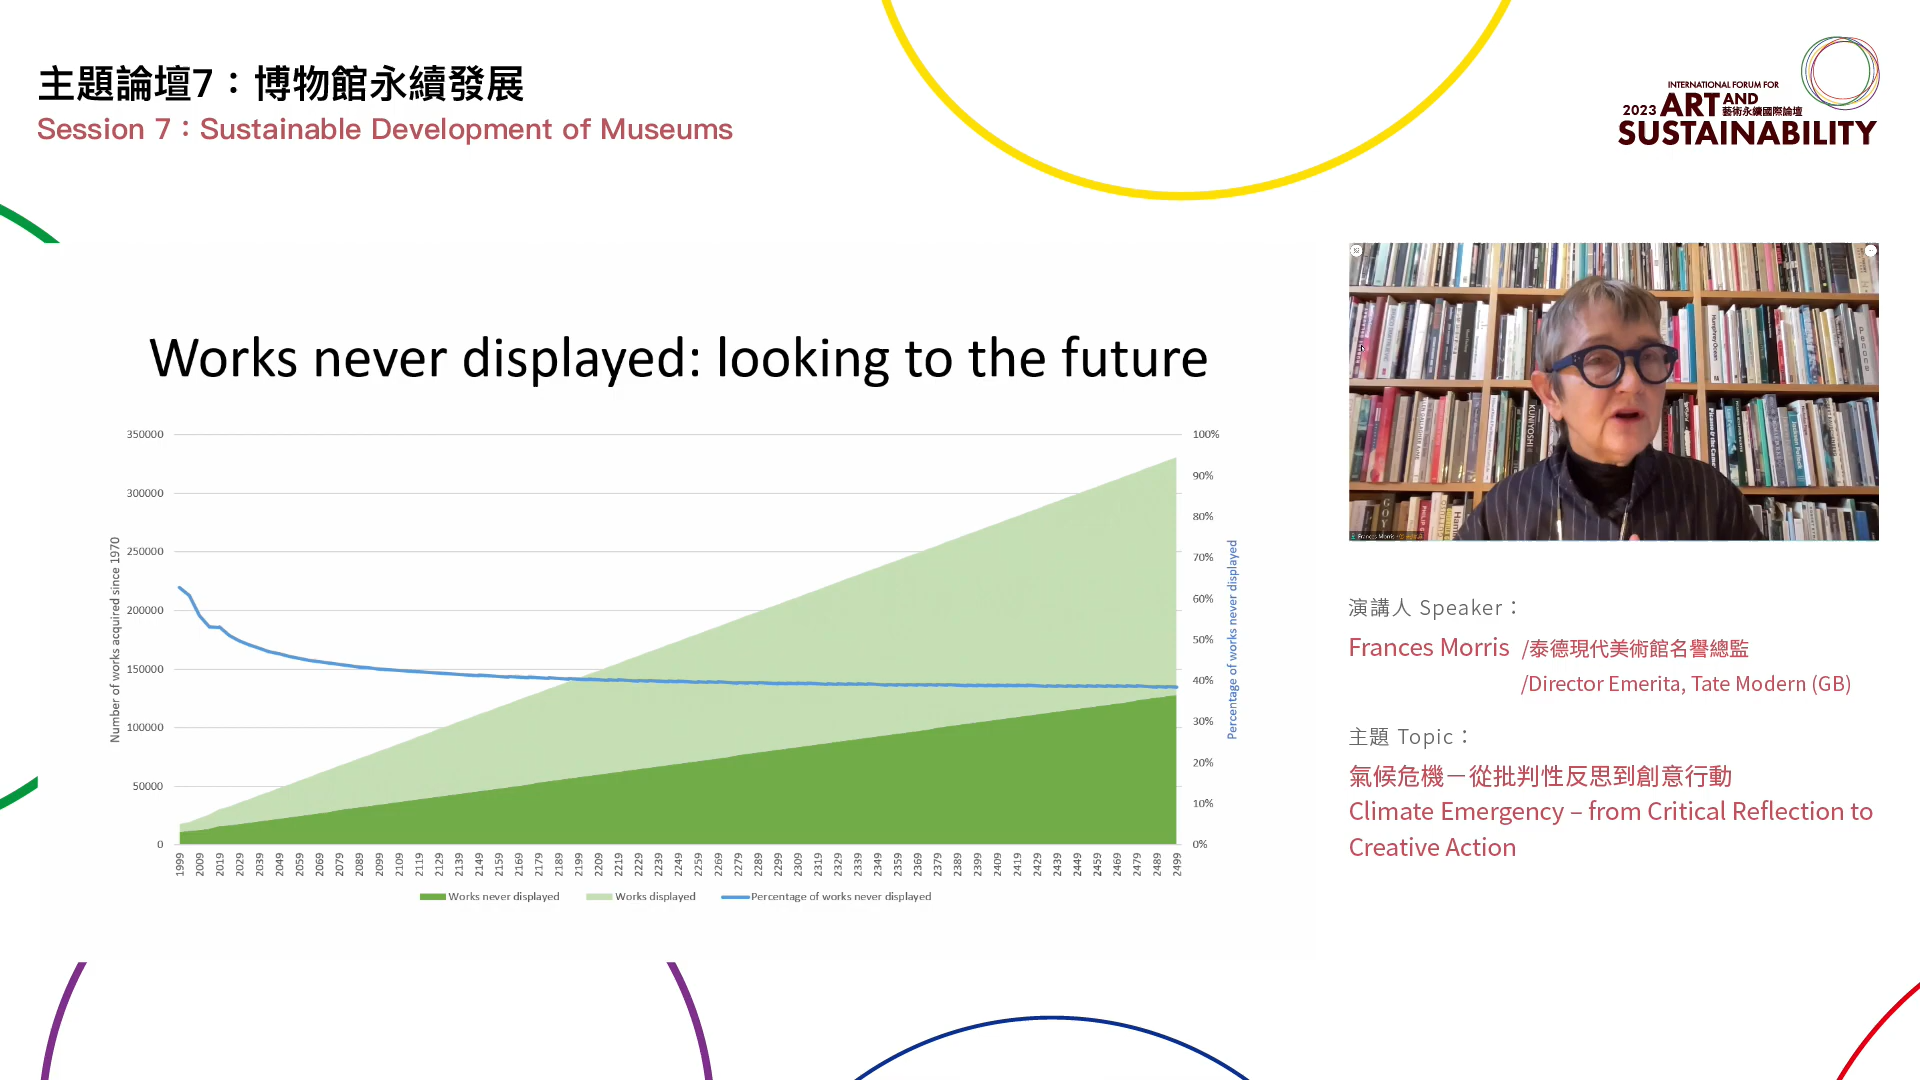 主題論壇7：博物館永續發展
Session 7：Sustainable Development of Museums
INTERNATIONAL FORUM FOR
2023 ART AND
藝術永續國際論壇
SUSTAINABILITY
Works never displayed: looking to the future
350000
300000
250000
200000
150000
100000
50000
0
Number of works acquired since 1970
100%
90%
80%
70%
60%
50%
40%
30%
20%
10%
0%
Percentage of works never displayed
1999 2009 2019 2029 2039 2049 2059 2069 2079 2089 2099 2109 2119 2129 2139 2149 2159 2169 2179 2189 2199 2209 2219 2229 2239 2249 2259 2269 2279 2289 2299 2309 2319 2329 2339 2349 2359 2369 2379 2389 2399 2409 2419 2429 2439 2449 2459 2469 2479 2489 2499
Works never displayed Works displayed Percentage of works never displayed
Humphrey Ocean
Penone
KUNIYOSHI
GOYA
Frances Morris
演講人 Speaker：
Frances Morris /泰德現代美術館名譽總監
/Director Emerita, Tate Modern (GB)
主題 Topic：
氣候危機－從批判性反思到創意行動
Climate Emergency – from Critical Reflection to
Creative Action